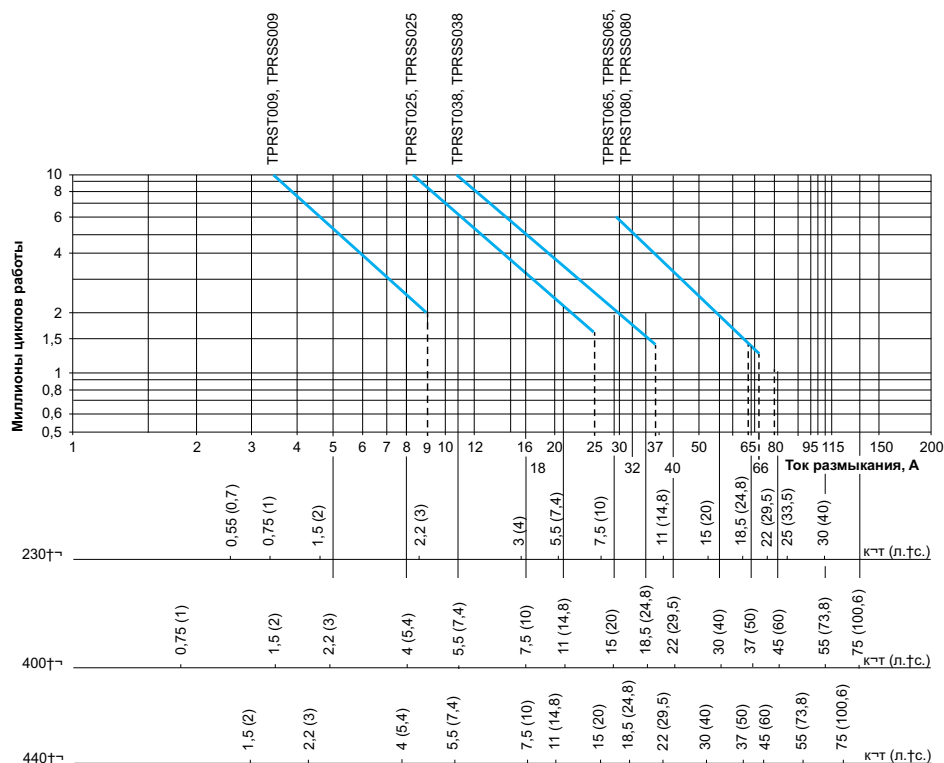 TPRST009, TPRSS009
TPRST025, TPRSS025
TPRST038, TPRSS038
TPRST065, TPRSS065,
TPRST080, TPRSS080
Миллионы циклов работы
10
8
6
4
2
1,5
1
0,8
0,6
0,5
1 2 3 4 5 6 7 8 9 10 12 16 20 25 30 37 50 65 80 95 115 150 200
18 32 40 66 Ток размыкания, А
0,55 (0,7) 0,75 (1) 1,5 (2) 2,2 (3) 3 (4) 5,5 (7,4) 7,5 (10) 11 (14,8) 15 (20) 18,5 (24,8) 22 (29,5) 25 (33,5) 30 (40)
230†¬ к¬т (л.†с.)
0,75 (1) 1,5 (2) 2,2 (3) 4 (5,4) 5,5 (7,4) 7,5 (10) 11 (14,8) 15 (20) 18,5 (24,8) 22 (29,5) 30 (40) 37 (50) 45 (60) 55 (73,8) 75 (100,6)
400†¬ к¬т (л.†с.)
1,5 (2) 2,2 (3) 4 (5,4) 5,5 (7,4) 7,5 (10) 11 (14,8) 15 (20) 18,5 (24,8) 22 (29,5) 30 (40) 37 (50) 45 (60) 55 (73,8) 75 (100,6)
440†¬ к¬т (л.†с.)